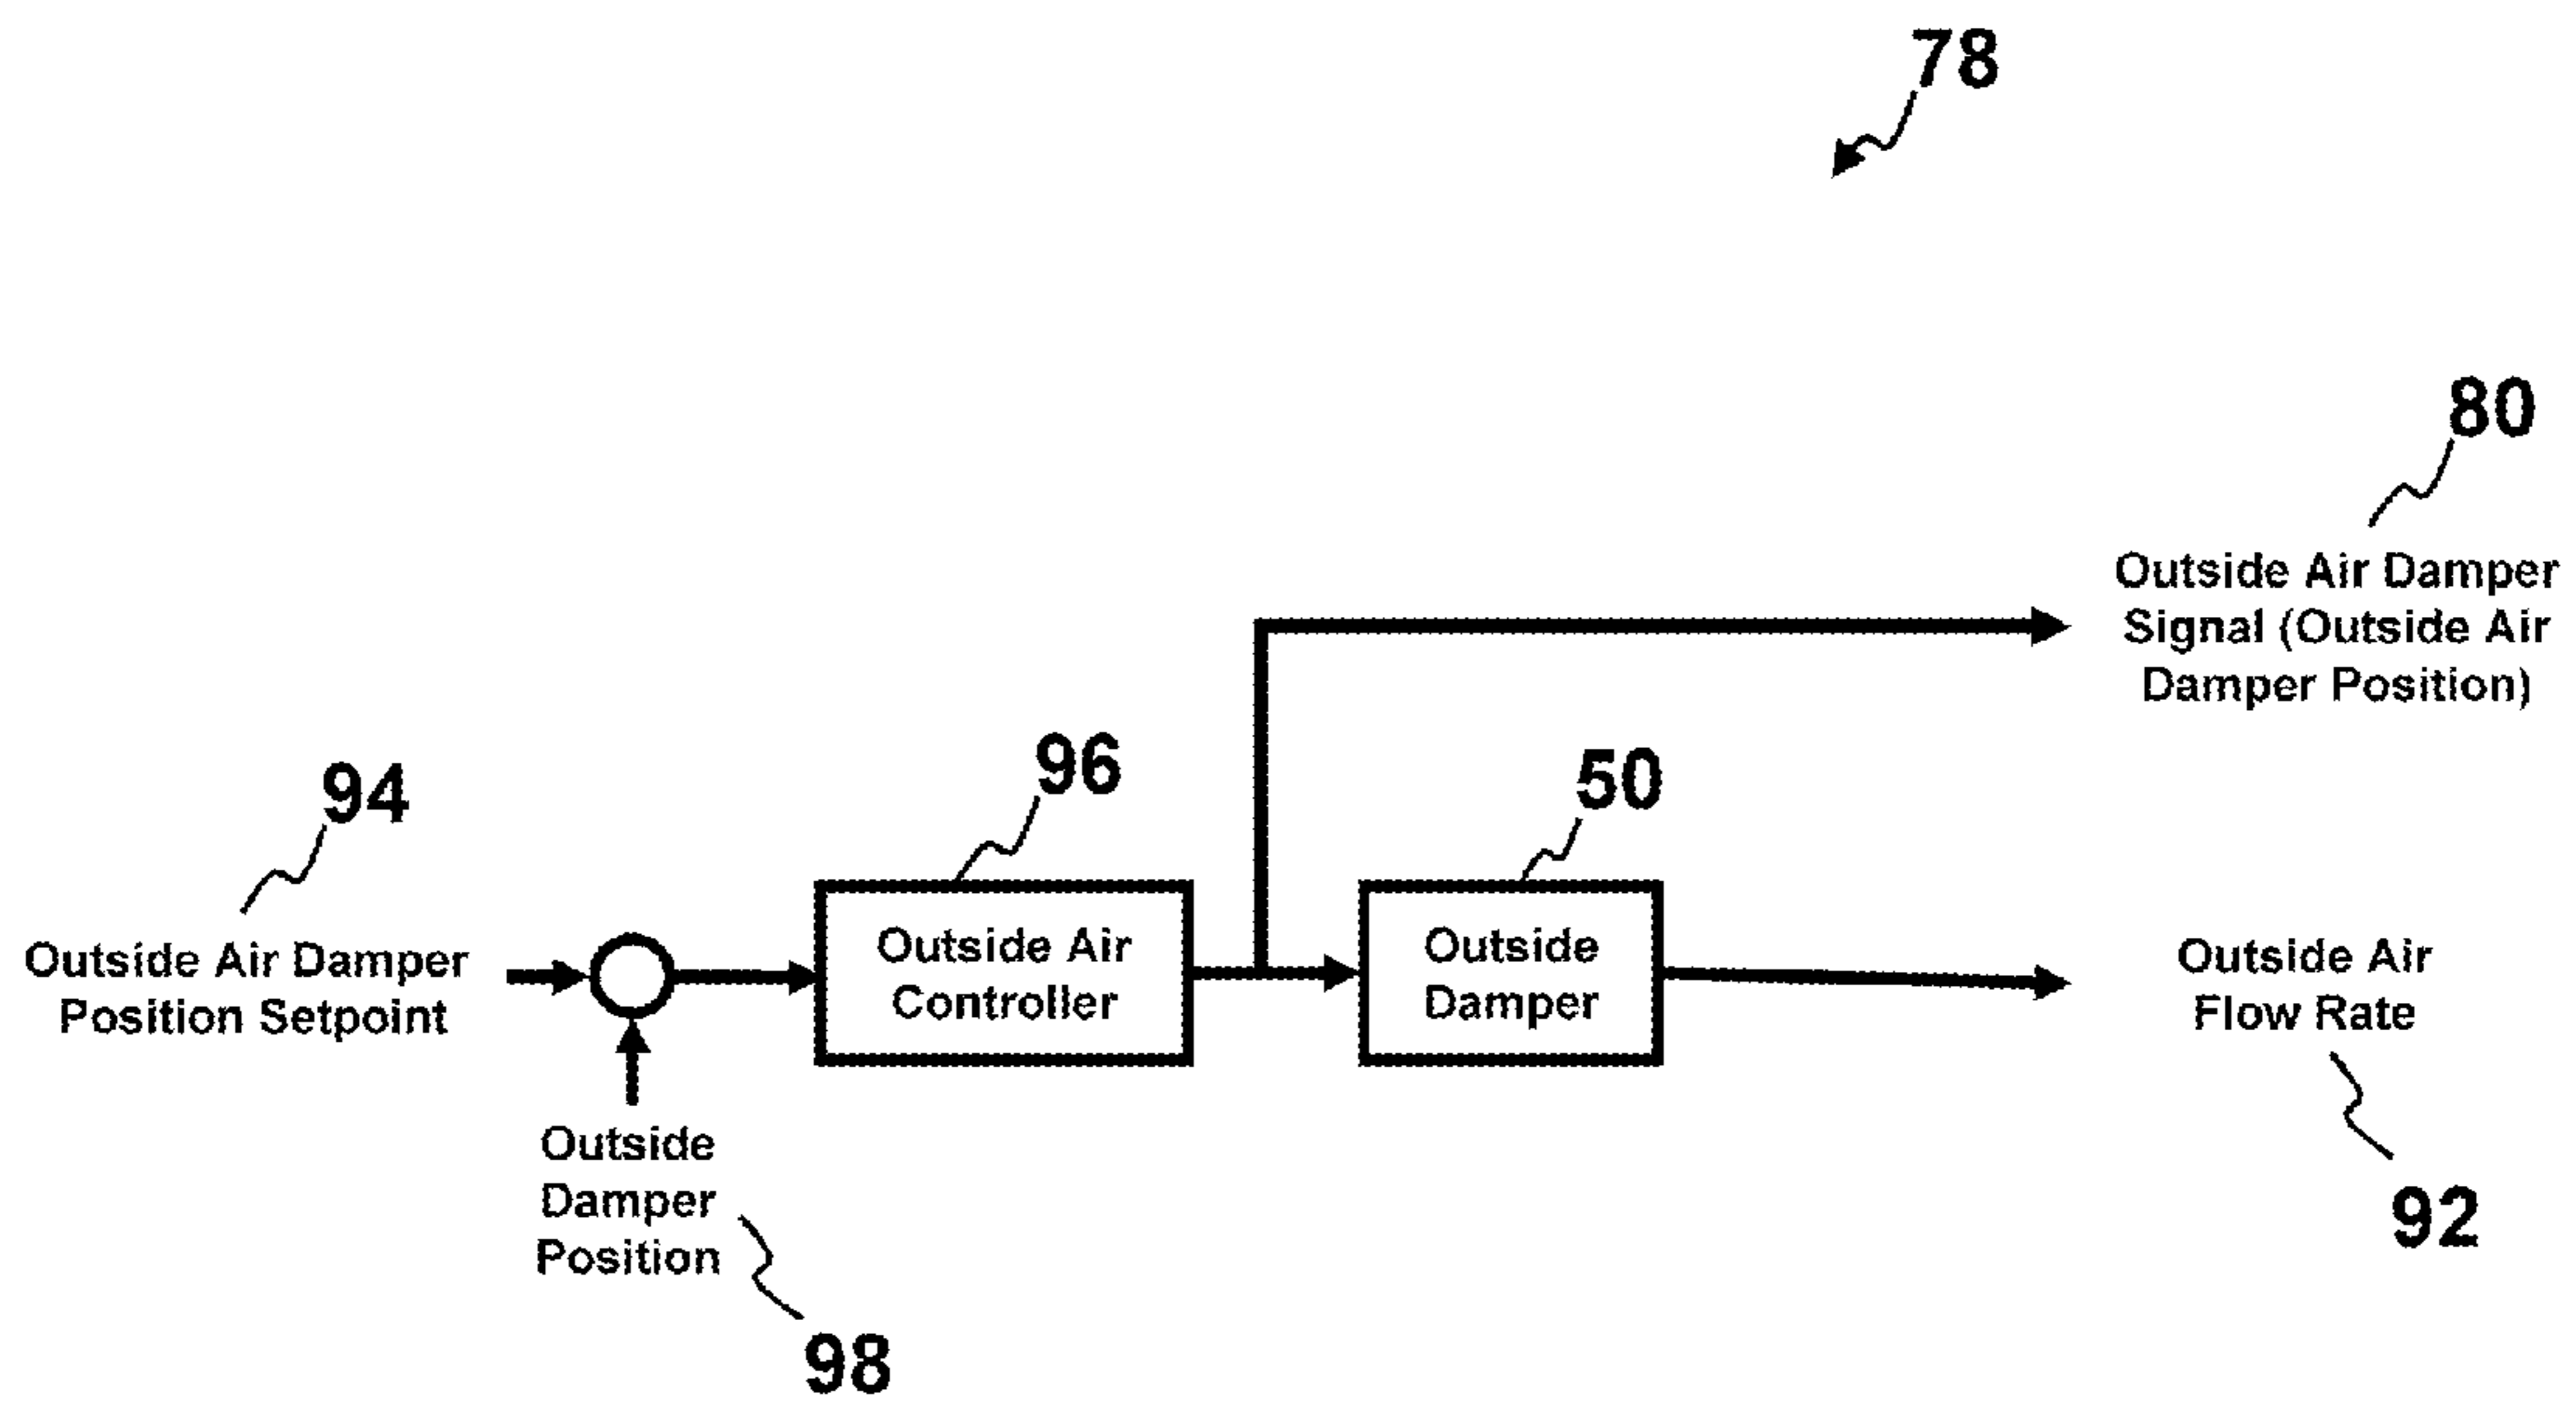 78
80
Outside Air Damper
Signal (Outside Air
Damper Position)
94
96
50
Outside Air Damper
Position Setpoint
Outside Air
Controller
Outside
Damper
Outside Air
Flow Rate
Outside
Damper
Position
92
98